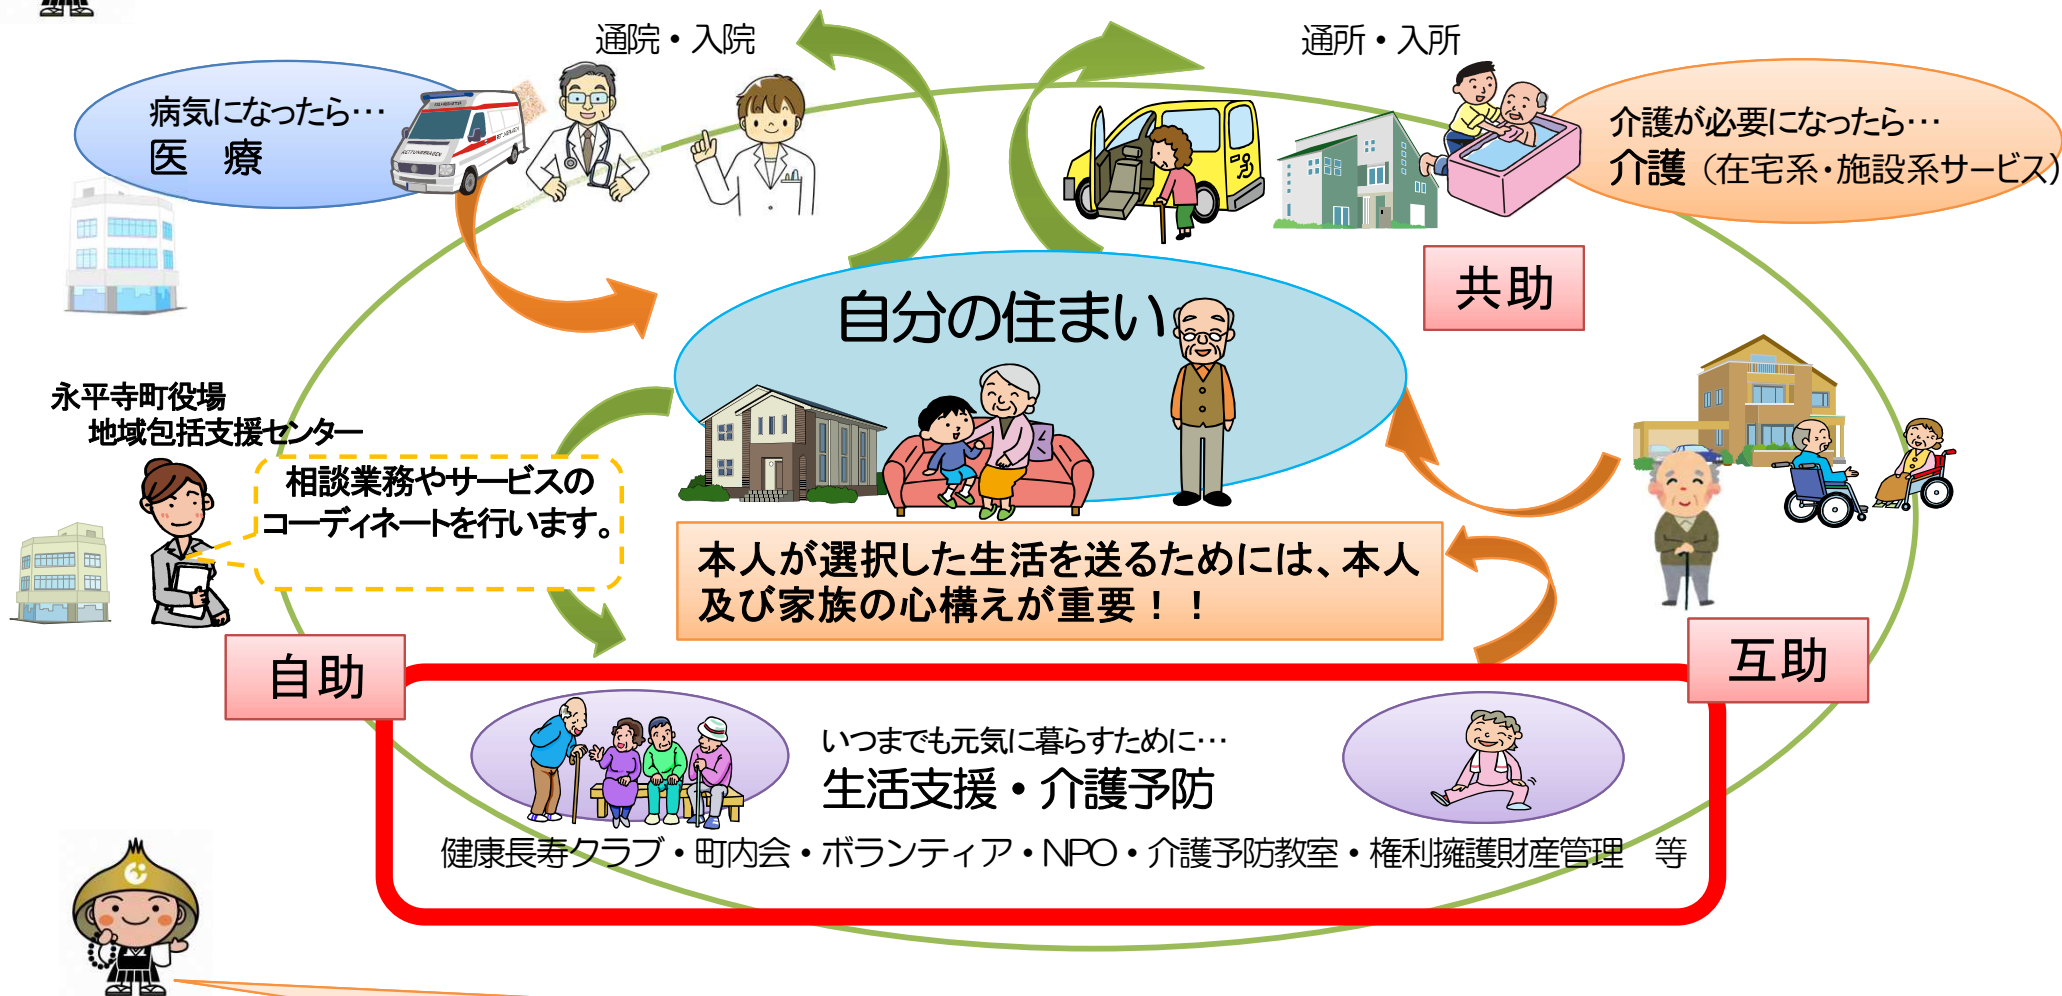 通院・入院
通所・入所
病気になったら…
医　療
介護が必要になったら…
介護（在宅系・施設系サービス）
共助
自分の住まい
永平寺町役場
地域包括支援センター
相談業務やサービスの
コーディネートを行います。
本人が選択した生活を送るためには、本人
及び家族の心構えが重要！！
自助
互助
いつまでも元気に暮らすために…
生活支援・介護予防
健康長寿クラブ・町内会・ボランティア・NPO・介護予防教室・権利擁護財産管理　等